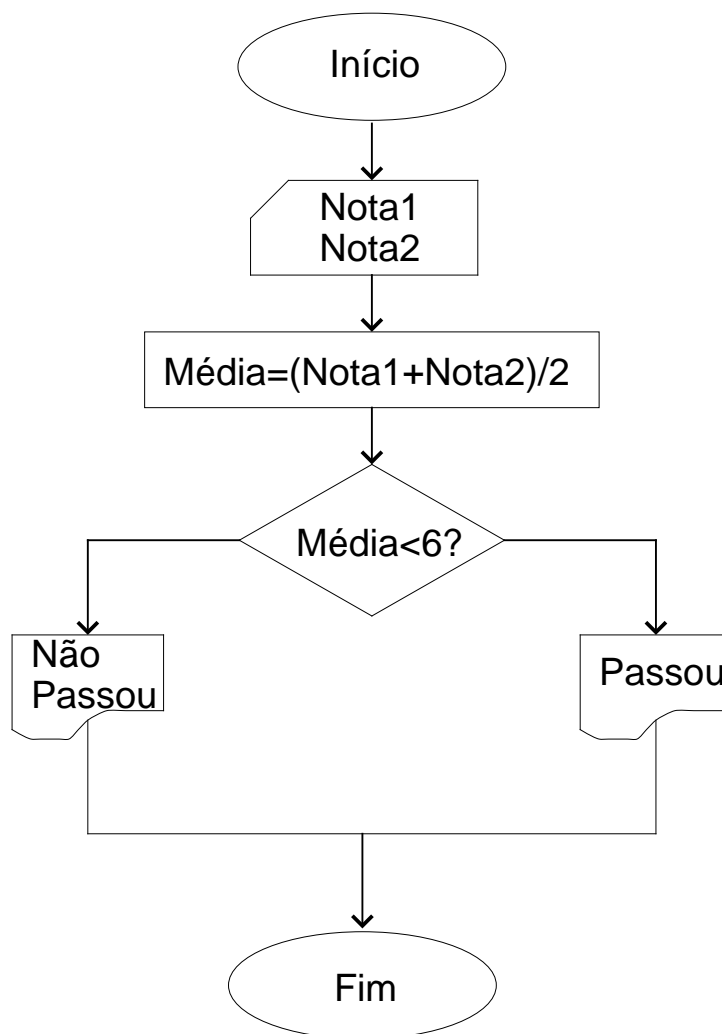 Início
Nota1
Nota2
Média=(Nota1+Nota2)/2
Média<6?
Não
Passou
Passou
Fim